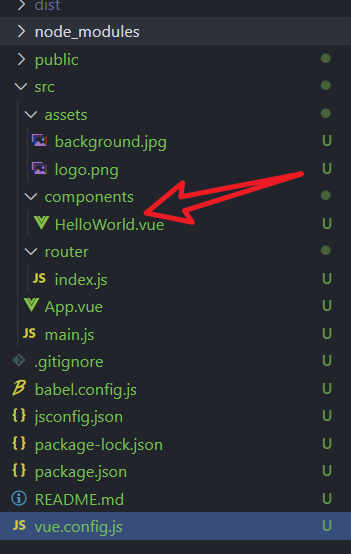 dist
node_modules
public
src
assets
background.jpg U
logo.png U
components
HelloWorld.vue U
router
JS index.js U
App.vue U
JS main.js U
.gitignore U
babel.config.js U
{ } jsconfig.json U
{ } package-lock.json U
{ } package.json U
README.md U
JS vue.config.js U